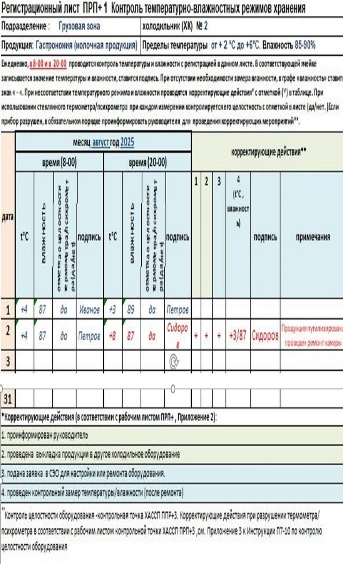 Регистрационный лист ПРП+ 1 Контроль температурно-влажностных режимов хранения
Подразделение : Грузовая зона холодильник (ХК) № 2
Продукция: Гастрономия (молочная продукция) Пределы температуры от + 2 °C до +6°C. Влажность 85-90%
Ежедневно, в 8-00 и в 20-00 проводится контроль температуры и влажности с регистрацией в данном листе. В соответствующей ячейке
записывается значение температуры и влажности, ставится подпись. При отсутствии необходимости замера влажности, в графе «влажность» ставится
знак « - «. При несоответствии температурного режима и влажности проводятся корректирующие действия* с отметкой (*) в таблице. При
использовании стеклянного термометра/психрометра при каждом измерении контролируется его целостность с отметкой в листе (да/нет. )Если
прибор разрушен, в обязательном порядке проинформировать руководителя для проведения корректирующих мероприятий**.
дата
месяц август год 2025
корректирующие действия**
время (8-00) время (20-00)
t°C
влажность
отметка о целостности термометра/психрометра(да/нет)
подпись
t°C
влажность
отметка о целостности термометра/психрометра(да/нет)
подпись
1 2 3 4 (t°C, влажность)
подпись
примечания
1 +4 87 да Иванов +3 89 да Петров
2 +4 87 да Петров +8 87 да Сидоров + + + +3/87 Сидоров Продукция утилизирована, проведен ремонт камеры
3
31
*Корректирующие действия (в соответствии с рабочим листом ПРП+ , Приложение 2):
1. проинформирован руководитель
2. проведена выкладка продукции в другое холодильное оборудование
3. подача заявка в СЭО для настройки или ремонта оборудования.
4. проведен контрольный замер температуры/влажности (после ремонта)
**Контроль целостности оборудования -контрольная точка ХАССП ППР+3. Корректирующие действия при разрушении термометра/
психрометра в соответствии с рабочим листом контрольной точки ХАССП ПРП+3_см. Приложение 3 к Инструкции П7-10 по контролю
целостности оборудования